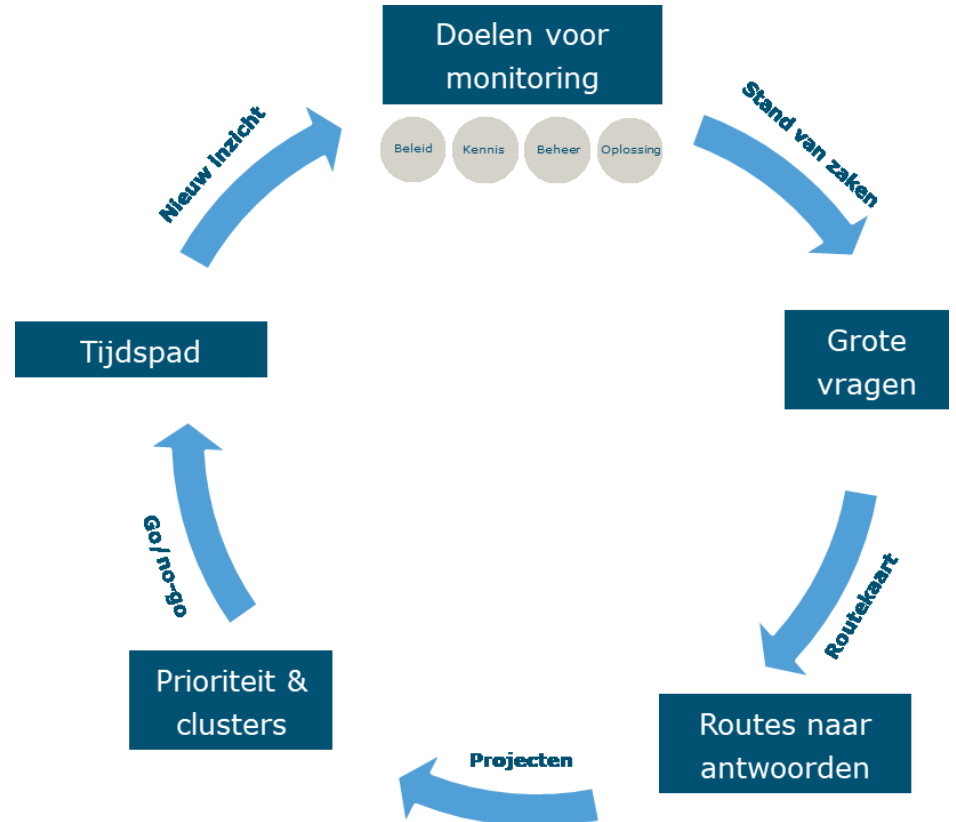 Doelen voor
monitoring
Beleid
Kennis
Beheer
Oplossing
Stand van zaken
Grote
vragen
Routekaart
Routes naar
antwoorden
Projecten
Prioriteit &
clusters
Go/no-go
Tijdspad
Nieuw inzicht